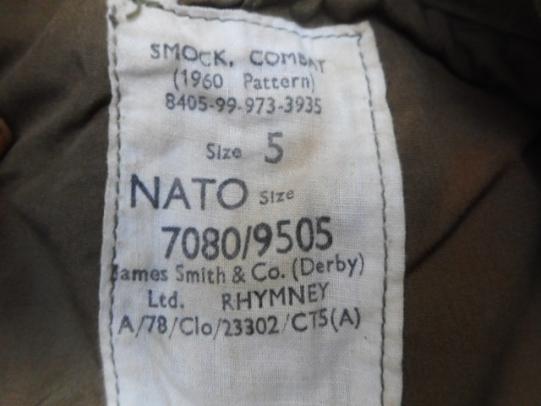 SMOCK, COMBAT
(1960 Pattern)
8405-99-973-3935
Size 5
NATO Size
7080/9505
James Smith & Co. (Derby)
Ltd. RHYMNEY
A/78/Clo/23302/CT5(A)